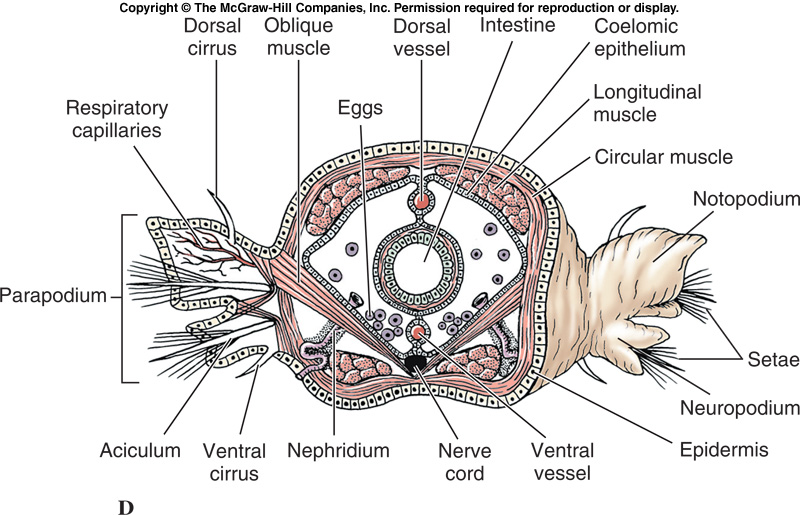 Copyright © The McGraw-Hill Companies, Inc. Permission required for reproduction or display.
Dorsal
cirrus
Oblique
muscle
Dorsal
vessel
Intestine
Coelomic
epithelium
Respiratory
capillaries
Eggs
Longitudinal
muscle
Circular muscle
Notopodium
Parapodium
Setae
Neuropodium
Aciculum
Ventral
cirrus
Nephridium
Nerve
cord
Ventral
vessel
Epidermis
D